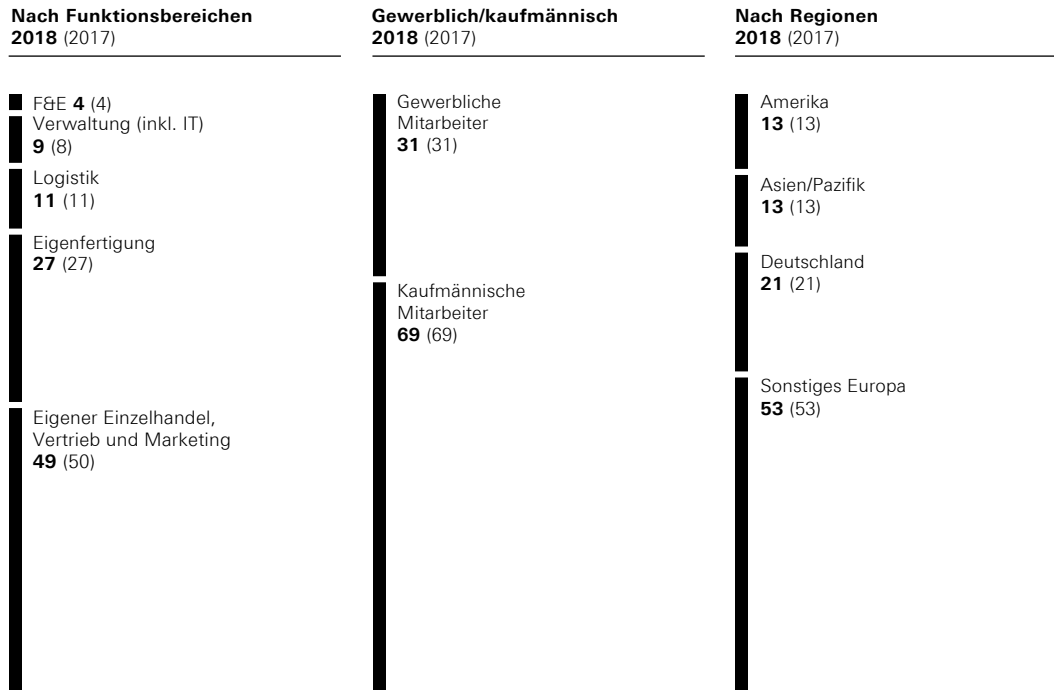 Nach Funktionsbereichen
2018 (2017)
F&E 4 (4)
Verwaltung (inkl. IT)
9 (8)
Logistik
11 (11)
Eigenfertigung
27 (27)
Eigener Einzelhandel,
Vertrieb und Marketing
49 (50)
Gewerblich/kaufmännisch
2018 (2017)
Gewerbliche
Mitarbeiter
31 (31)
Kaufmännische
Mitarbeiter
69 (69)
Nach Regionen
2018 (2017)
Amerika
13 (13)
Asien/Pazifik
13 (13)
Deutschland
21 (21)
Sonstiges Europa
53 (53)